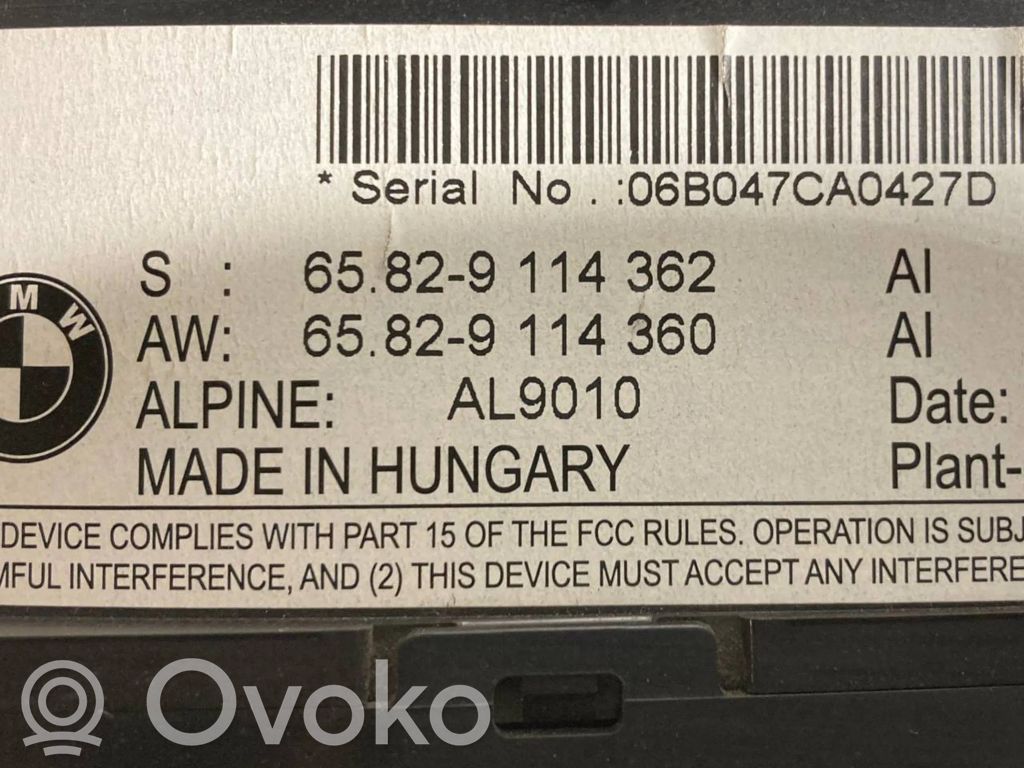 * Serial No. :06B047CA0427D
S : 65.82-9 114 362 AI
AW: 65.82-9 114 360 AI
ALPINE: AL9010 Date:
MADE IN HUNGARY Plant-
MW
DEVICE COMPLIES WITH PART 15 OF THE FCC RULES. OPERATION IS SUBJ
MFUL INTERFERENCE, AND (2) THIS DEVICE MUST ACCEPT ANY INTERFERE
Ovoko